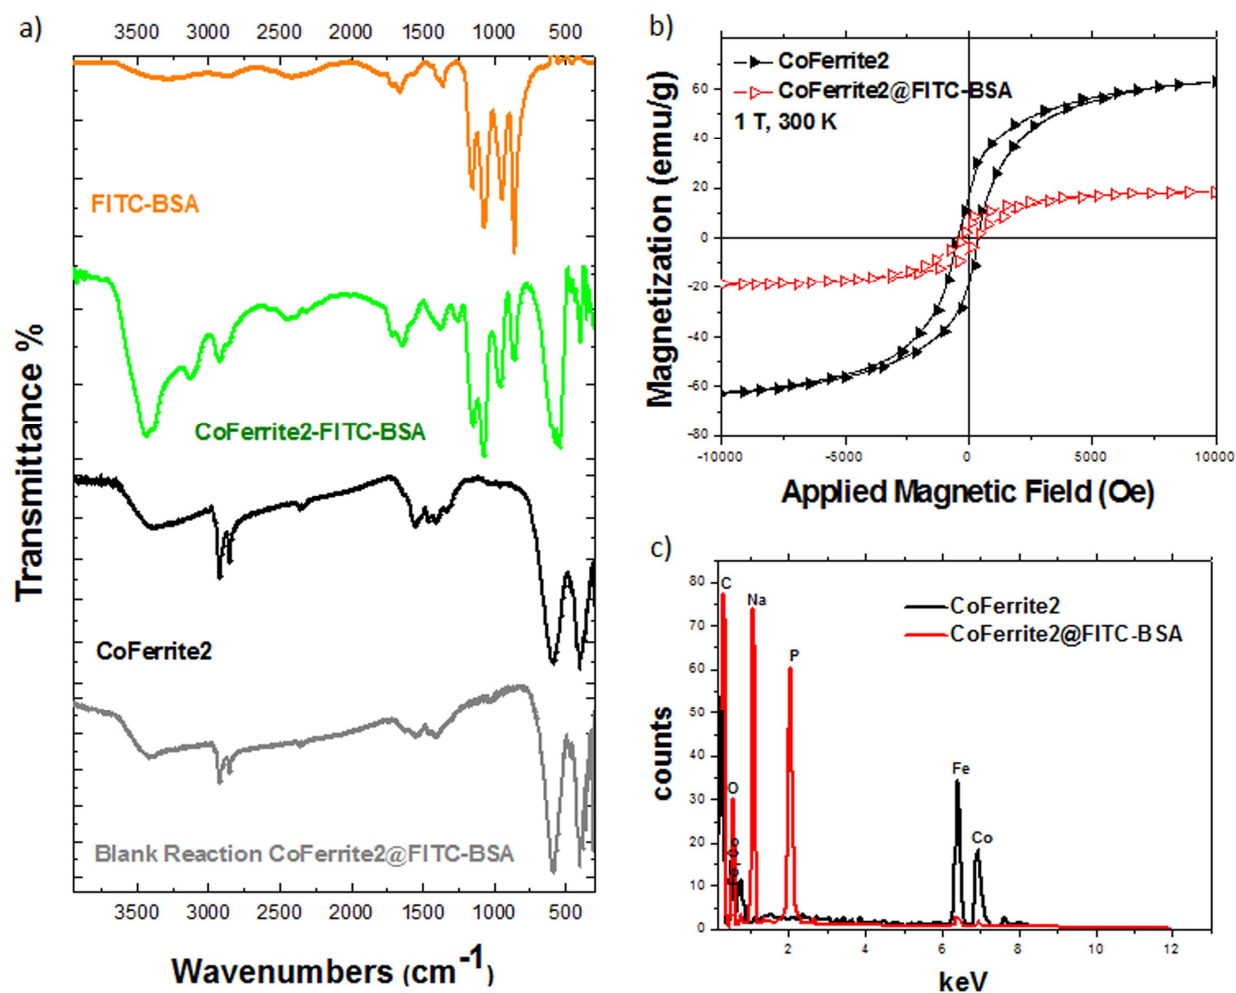 a)
3500 3000 2500 2000 1500 1000 500
FITC-BSA
CoFerrite2-FITC-BSA
CoFerrite2
Blank Reaction CoFerrite2@FITC-BSA
Transmittance %
3500 3000 2500 2000 1500 1000 500
Wavenumbers (cm-1)
b)
CoFerrite2
CoFerrite2@FITC-BSA
1 T, 300 K
Magnetization (emu/g)
60
40
20
0
-20
-40
-60
-80
-10000 -5000 0 5000 10000
Applied Magnetic Field (Oe)
c)
CoFerrite2
CoFerrite2@FITC-BSA
C
Na
P
O
Fe
Co
counts
80
70
60
50
40
30
20
10
0
2 4 6 8 10 12
keV